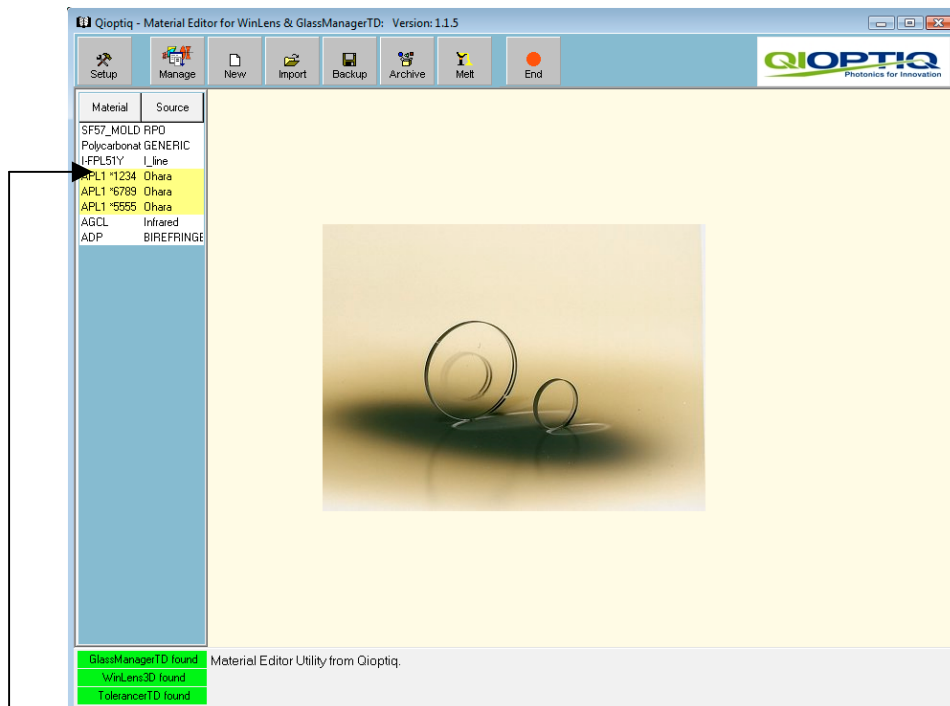 Qioptiq - Material Editor for WinLens & GlassManagerTD: Version: 1.1.5
Setup Manage New Import Backup Archive Melt End
QIOPTIQ
Photonics for Innovation
Material Source
SF57_MOLD RPO
Polycarbonat GENERIC
I-FPL51Y I_line
APL1 *1234 Ohara
APL1 *6789 Ohara
APL1 *5555 Ohara
AGCL Infrared
ADP BIREFRINGE
GlassManagerTD found Material Editor Utility from Qioptiq.
WinLens3D found
TolerancerTD found